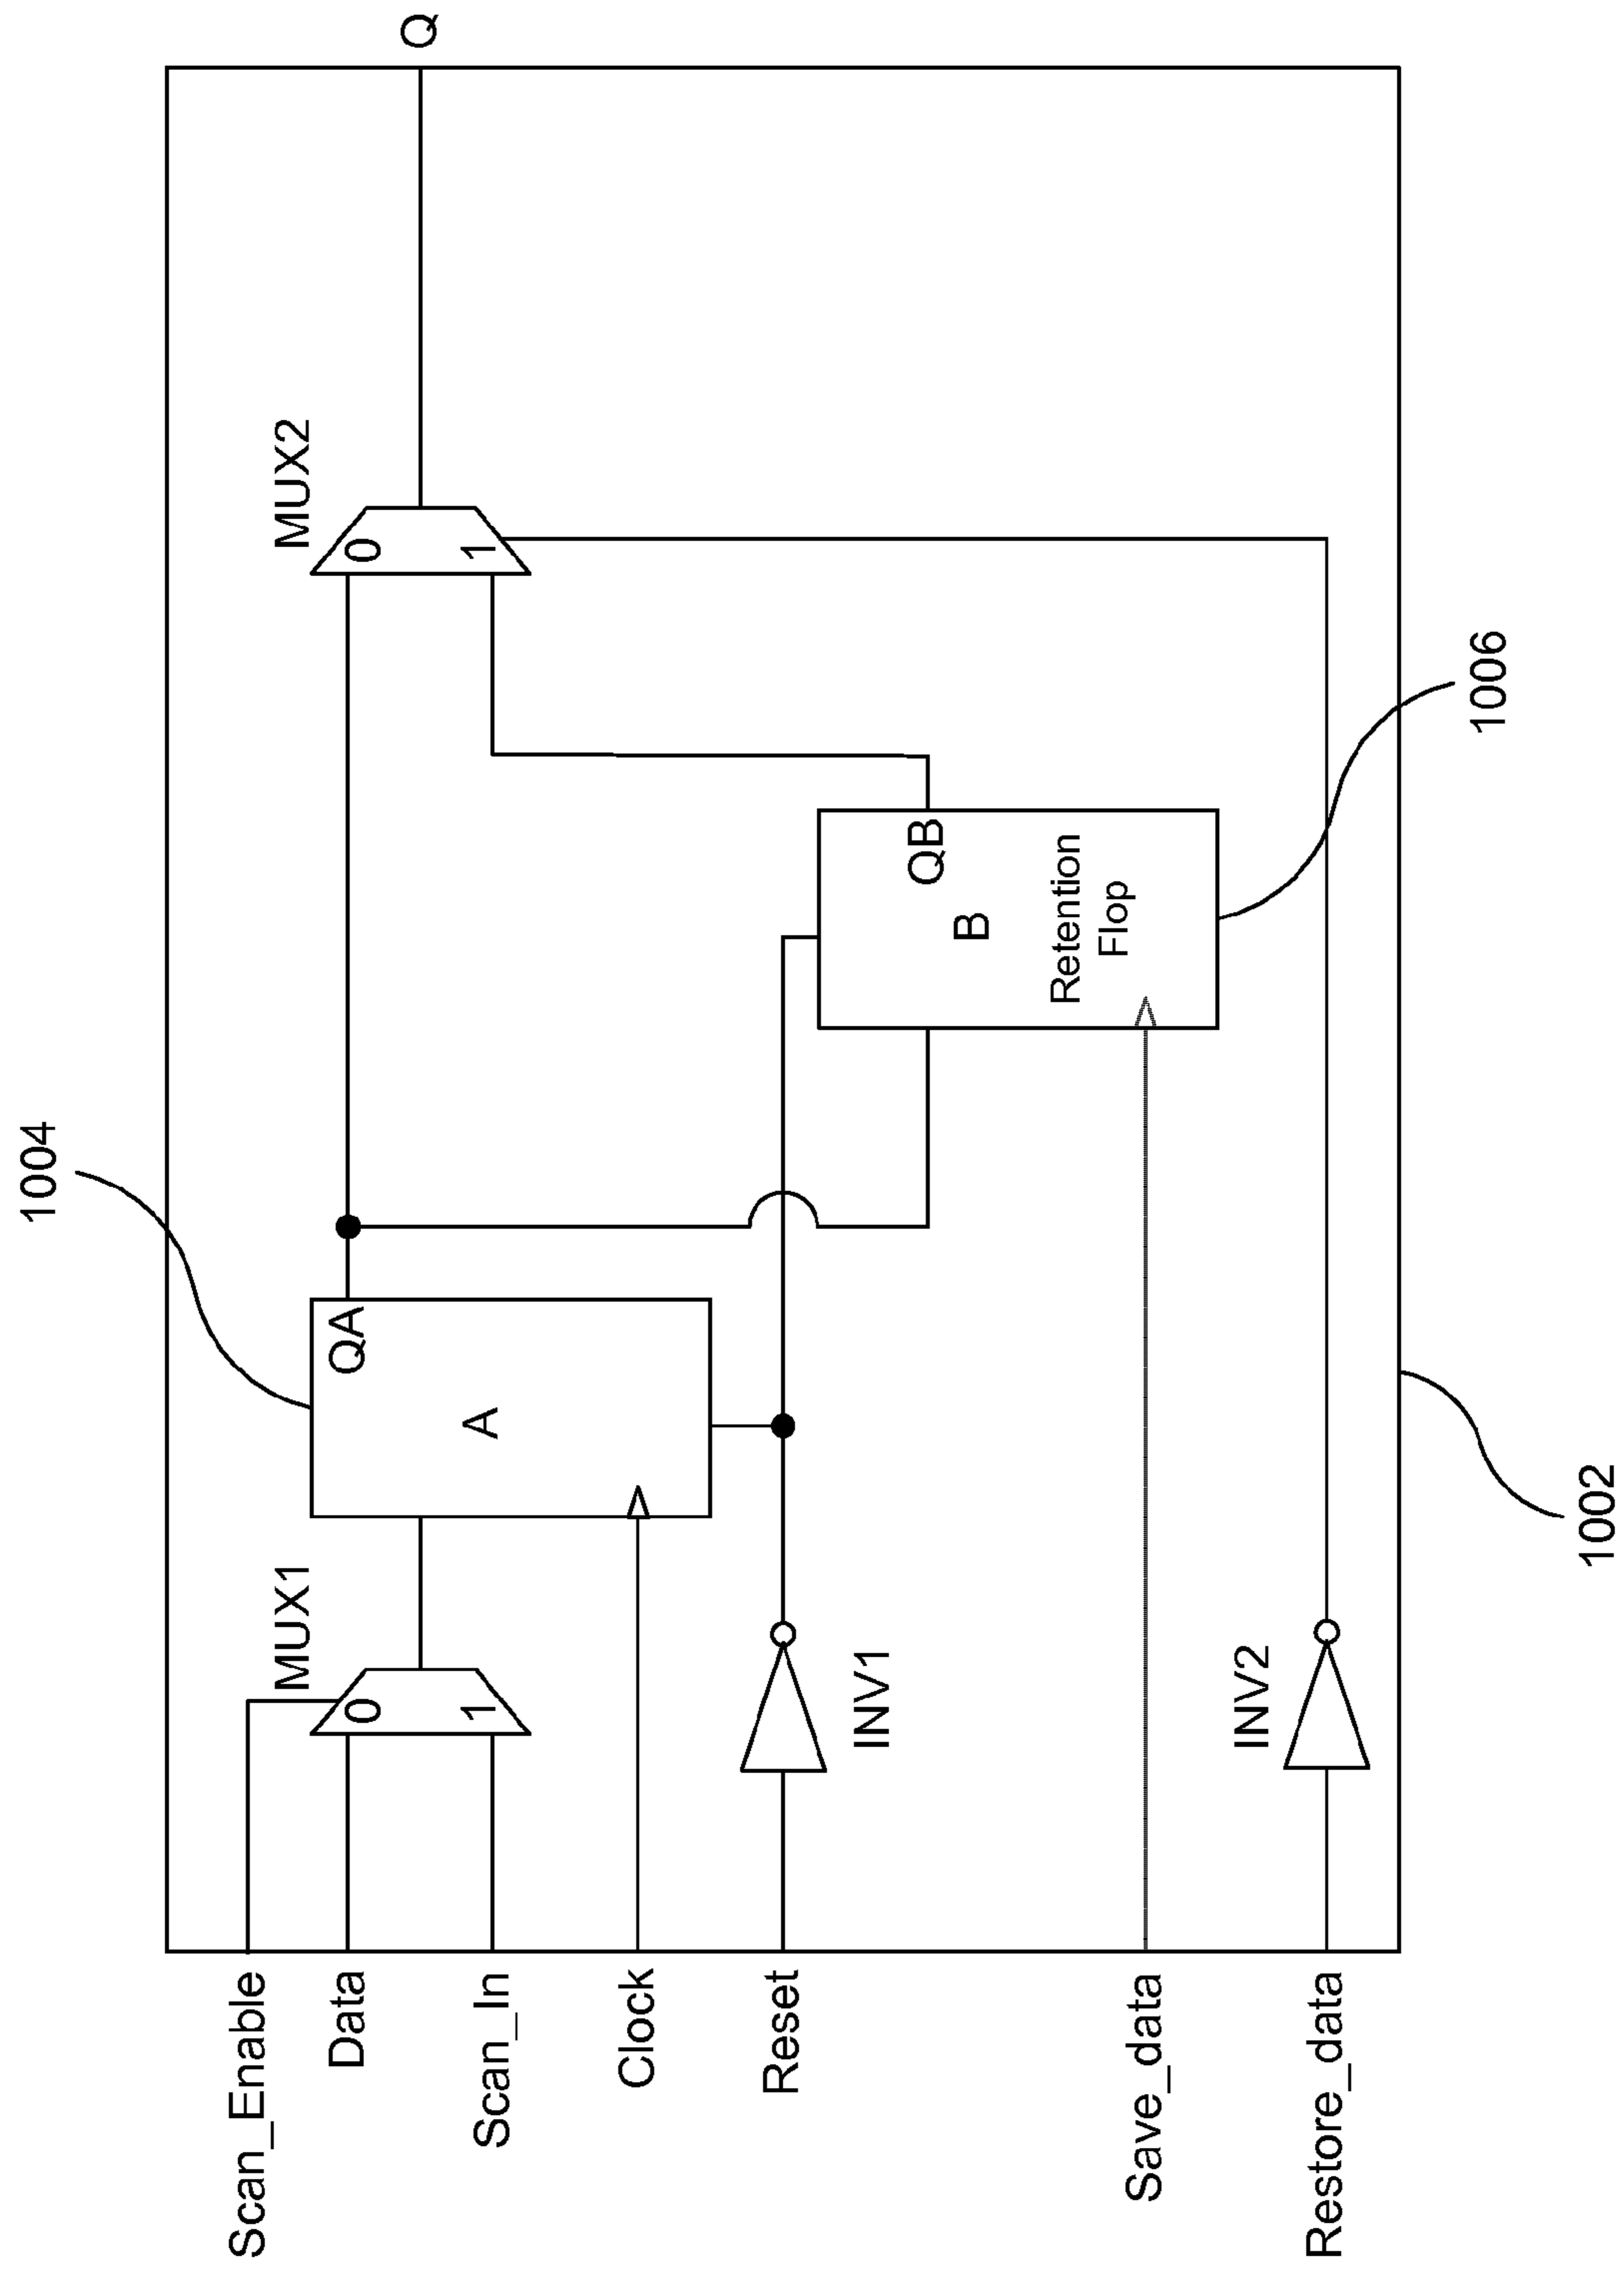 Scan_Enable
Data
Scan_In
Clock
Reset
Save_data
Restore_data
MUX1
0
1
INV1
INV2
A
QA
1004
B
QB
Retention
Flop
1006
MUX2
0
1
Q
1002